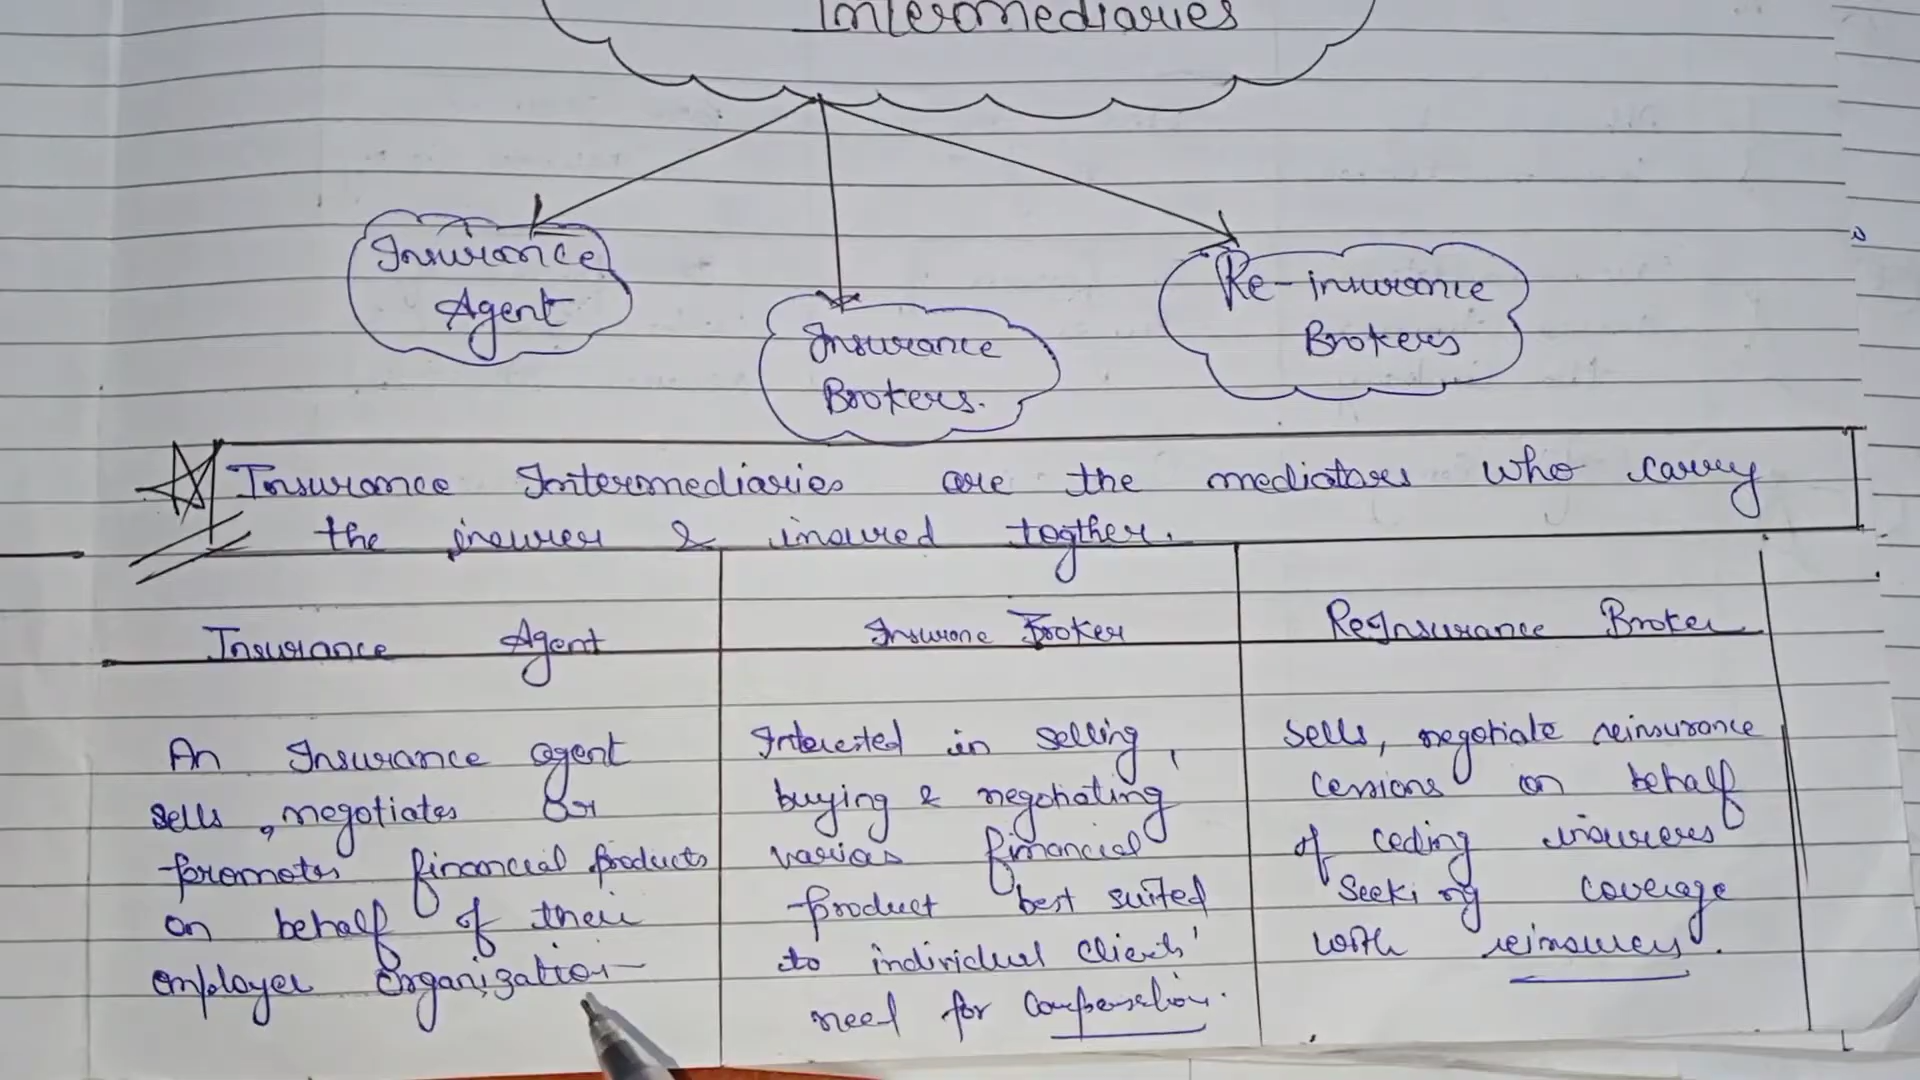 Intermediaries
Insurance
Agent
Insurance
Brokers.
Re-insurance
Brokers
Insurance Intermediaries are the mediators who carry
the insurer & insured togther.
Insurance Agent
An Insurance agent
sells, negotiates or
promotes financial products
on behalf of their
employer organization
Insurane Broker
Interested in selling,
buying & negotiating
varias financial
product best suited
to individual clients'
need for compensation.
ReInsurance Broker
sells, negotiate reinsurance
cessions on behalf
of ceding insurers
seeking coverage
with reinsurers.